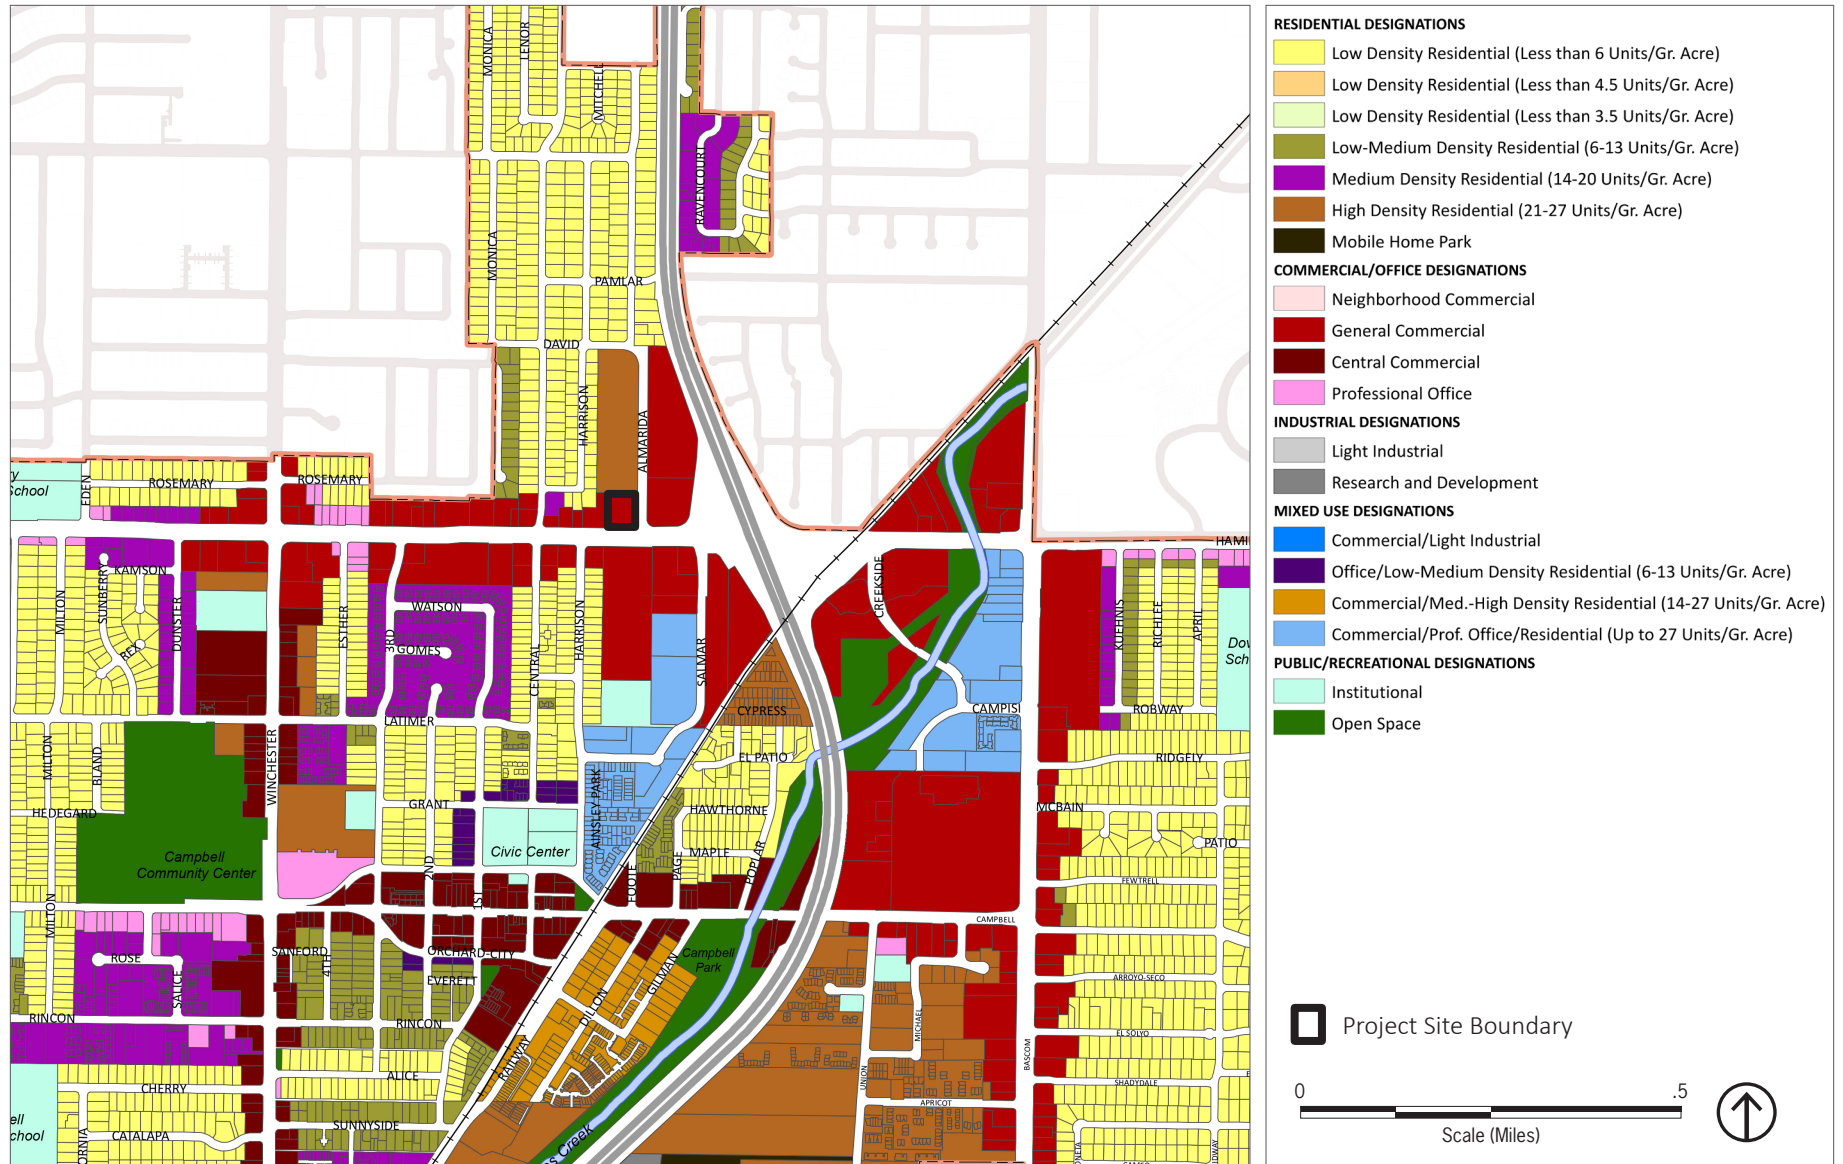 MONICA
LENOR
MITCHELL
RAVENCOURT
MONICA
PAMLAR
DAVID
HARRISON
ALMARIDA
School
EDEN
ROSEMARY
ROSEMARY
HAMI
KAMSON
MILTON
SUNBERRY
REX
DUNSTER
ESTHER
WATSON
3RD
GOMES
CENTRAL
HARRISON
SALMAR
CREEKSIDE
KUEHNIS
RICHLEE
APRIL
Dov
Sch
LATIMER
CYPRESS
CAMPISI
ROBWAY
MILTON
BLAND
WINCHESTER
EL PATIO
RIDGELY
HEDEGARD
GRANT
AINSLEY PARK
HAWTHORNE
MCBAIN
PATIO
Campbell
Community Center
2ND
Civic Center
MAPLE
PAGE
POPLAR
FOOTE
1ST
FEWTRELL
MILTON
CAMPBELL
SANFORD
4TH
ORCHARD-CITY
EVERETT
Campbell
Park
GILMAN
DILLON
ROSE
SALICE
ARROYO-SECO
RINCON
RINCON
RAILWAY
MICHAEL
UNION
BASCOM
EL SOLYO
CHERRY
ALICE
SHADYDALE
APRICOT
ell
chool
ORNIA
CATALAPA
SUNNYSIDE
os Creek
RESIDENTIAL DESIGNATIONS
Low Density Residential (Less than 6 Units/Gr. Acre)
Low Density Residential (Less than 4.5 Units/Gr. Acre)
Low Density Residential (Less than 3.5 Units/Gr. Acre)
Low-Medium Density Residential (6-13 Units/Gr. Acre)
Medium Density Residential (14-20 Units/Gr. Acre)
High Density Residential (21-27 Units/Gr. Acre)
Mobile Home Park
COMMERCIAL/OFFICE DESIGNATIONS
Neighborhood Commercial
General Commercial
Central Commercial
Professional Office
INDUSTRIAL DESIGNATIONS
Light Industrial
Research and Development
MIXED USE DESIGNATIONS
Commercial/Light Industrial
Office/Low-Medium Density Residential (6-13 Units/Gr. Acre)
Commercial/Med.-High Density Residential (14-27 Units/Gr. Acre)
Commercial/Prof. Office/Residential (Up to 27 Units/Gr. Acre)
PUBLIC/RECREATIONAL DESIGNATIONS
Institutional
Open Space
Project Site Boundary
0 .5
Scale (Miles)